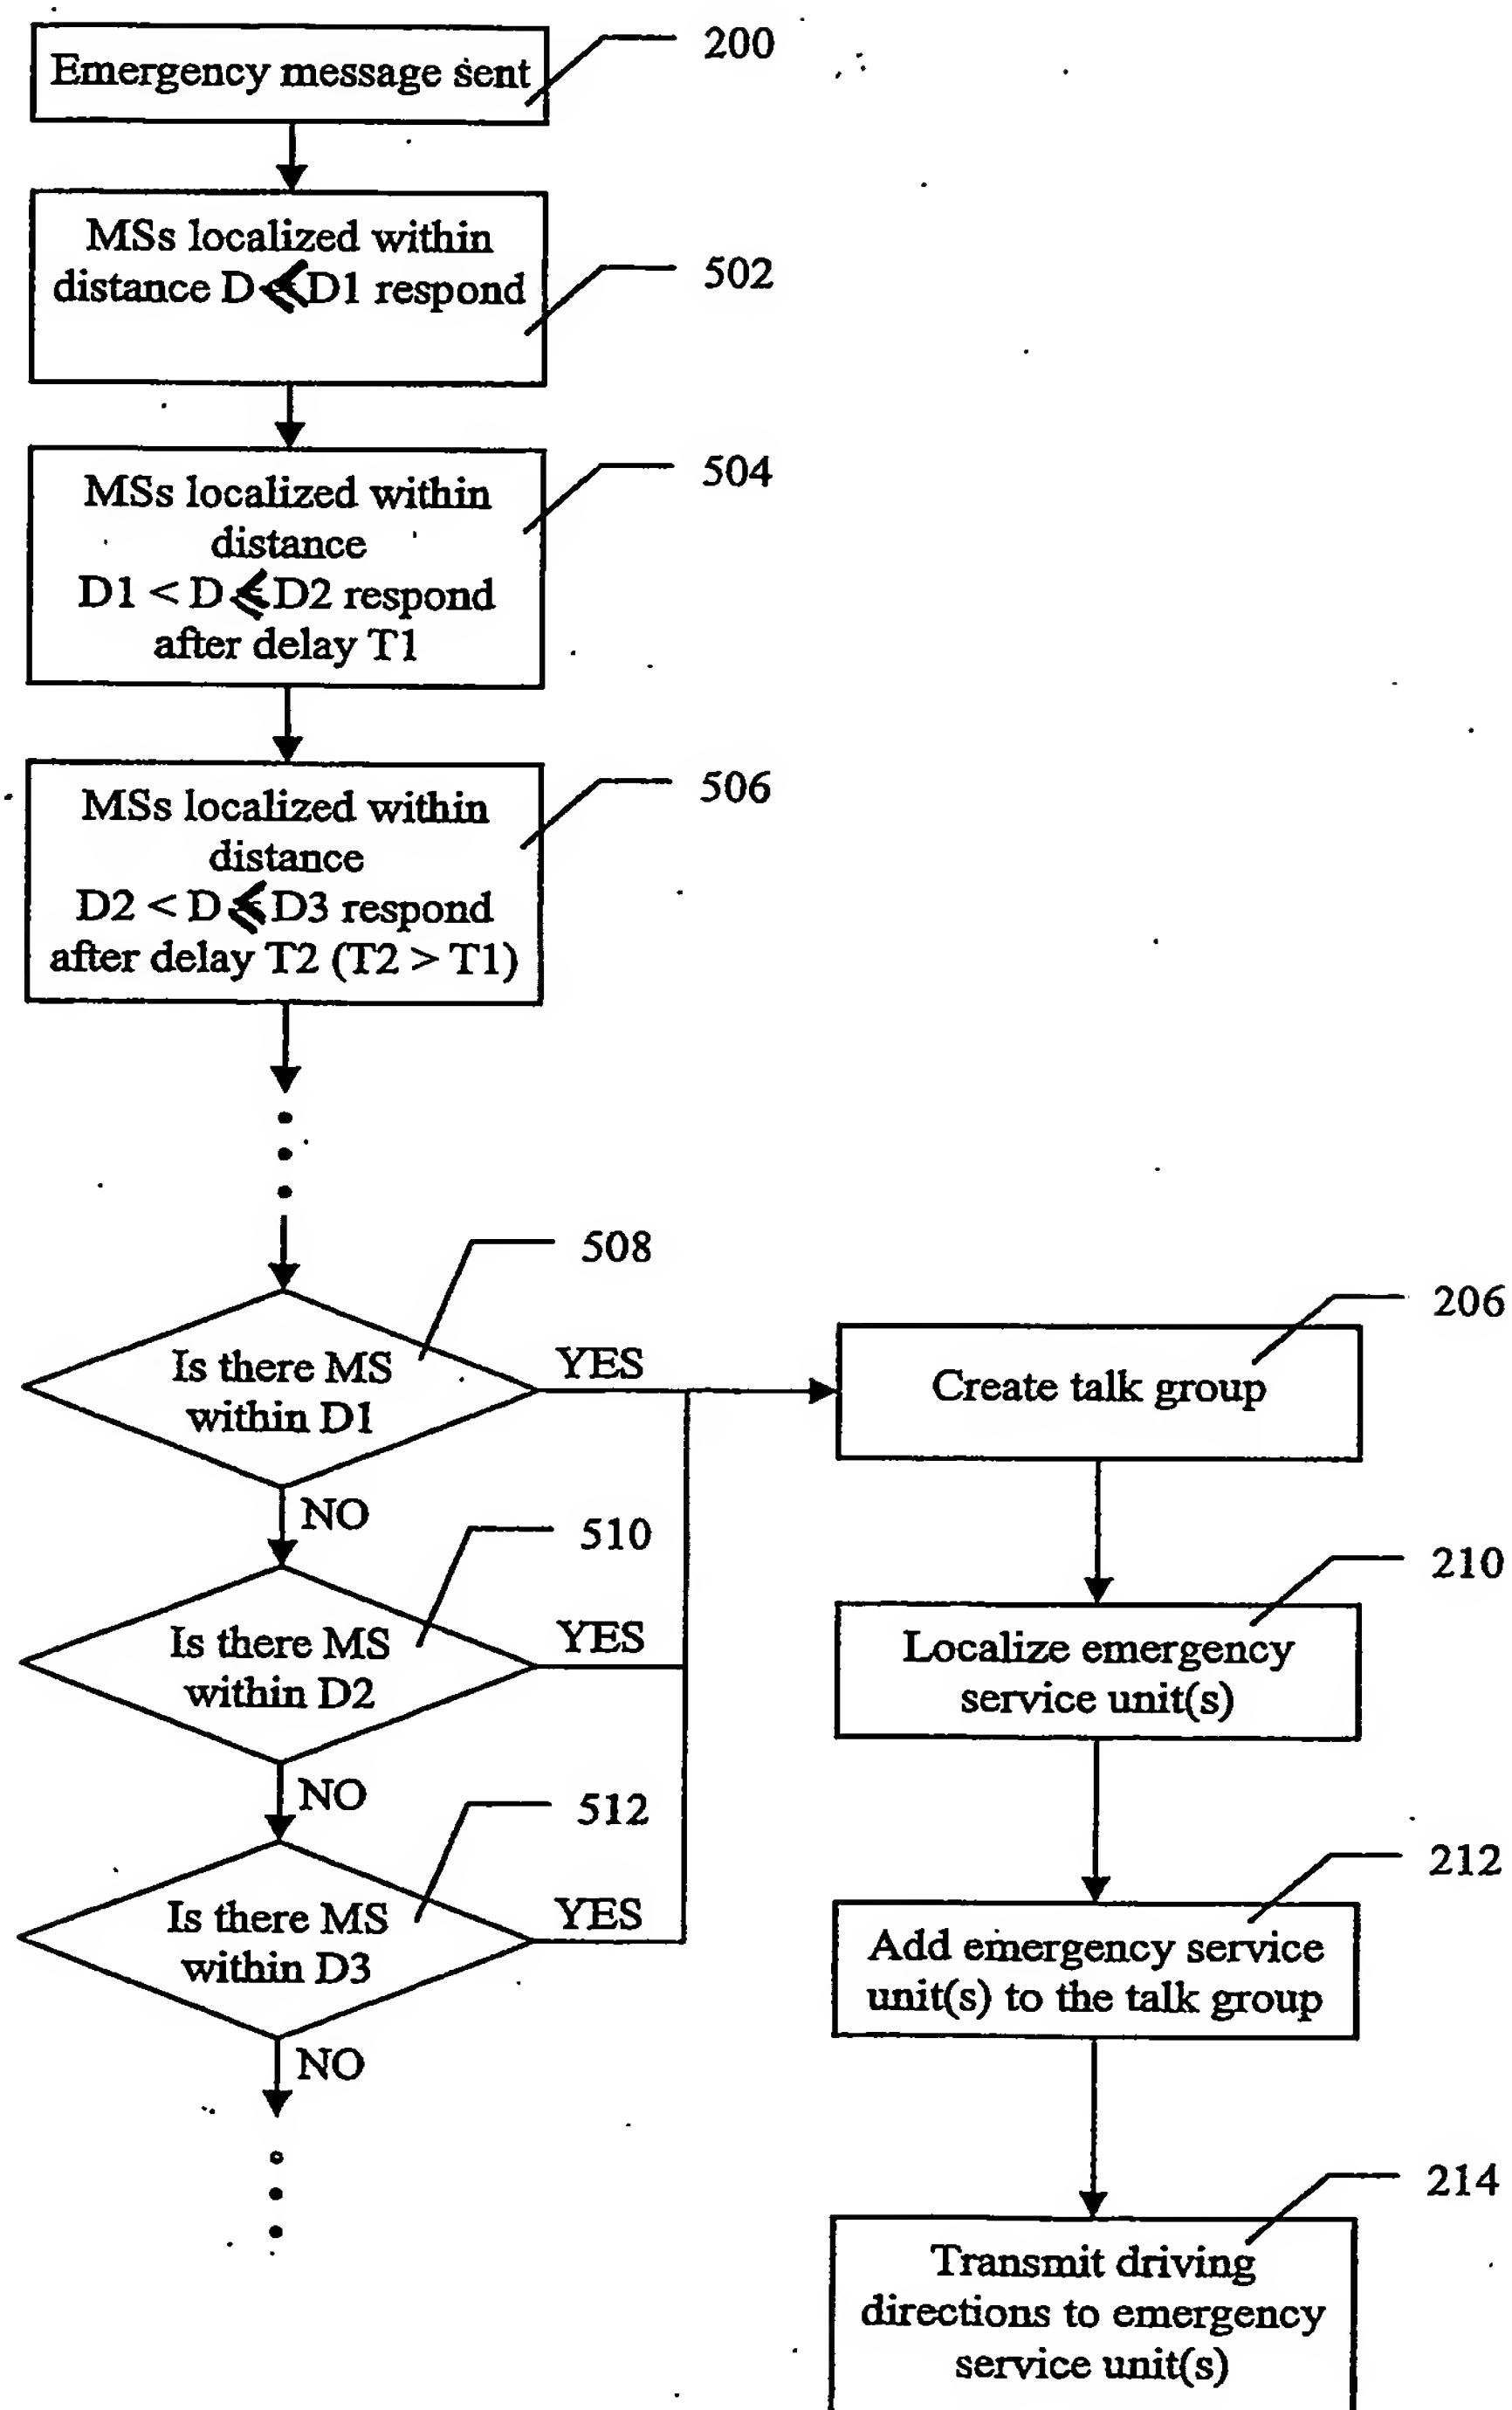 Emergency message sent
200
MSs localized within
distance D ≤ D1 respond
502
MSs localized within
distance
D1 < D ≤ D2 respond
after delay T1
504
MSs localized within
distance
D2 < D ≤ D3 respond
after delay T2 (T2 > T1)
506
508
Is there MS
within D1
YES
NO
510
Is there MS
within D2
YES
NO
512
Is there MS
within D3
YES
NO
206
Create talk group
210
Localize emergency
service unit(s)
212
Add emergency service
unit(s) to the talk group
214
Transmit driving
directions to emergency
service unit(s)